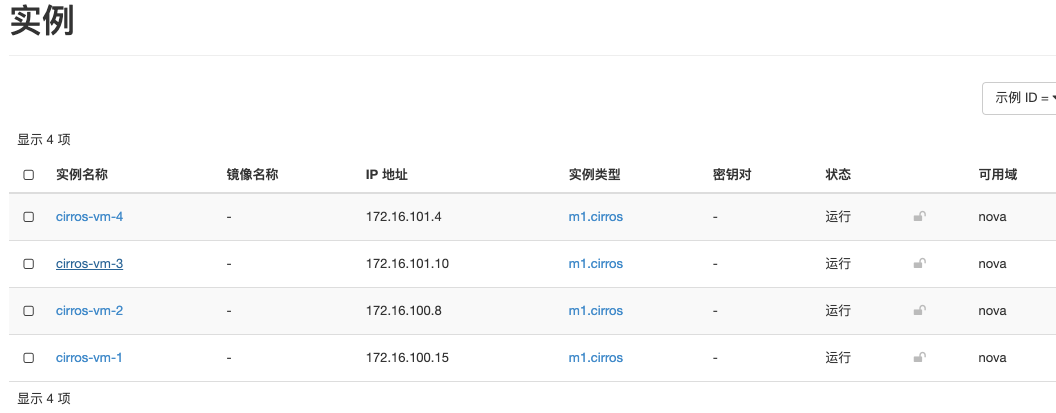 实例
示例 ID =
显示 4 项
实例名称 镜像名称 IP 地址 实例类型 密钥对 状态 可用域
cirros-vm-4 - 172.16.101.4 m1.cirros - 运行 nova
cirros-vm-3 - 172.16.101.10 m1.cirros - 运行 nova
cirros-vm-2 - 172.16.100.8 m1.cirros - 运行 nova
cirros-vm-1 - 172.16.100.15 m1.cirros - 运行 nova
显示 4 项